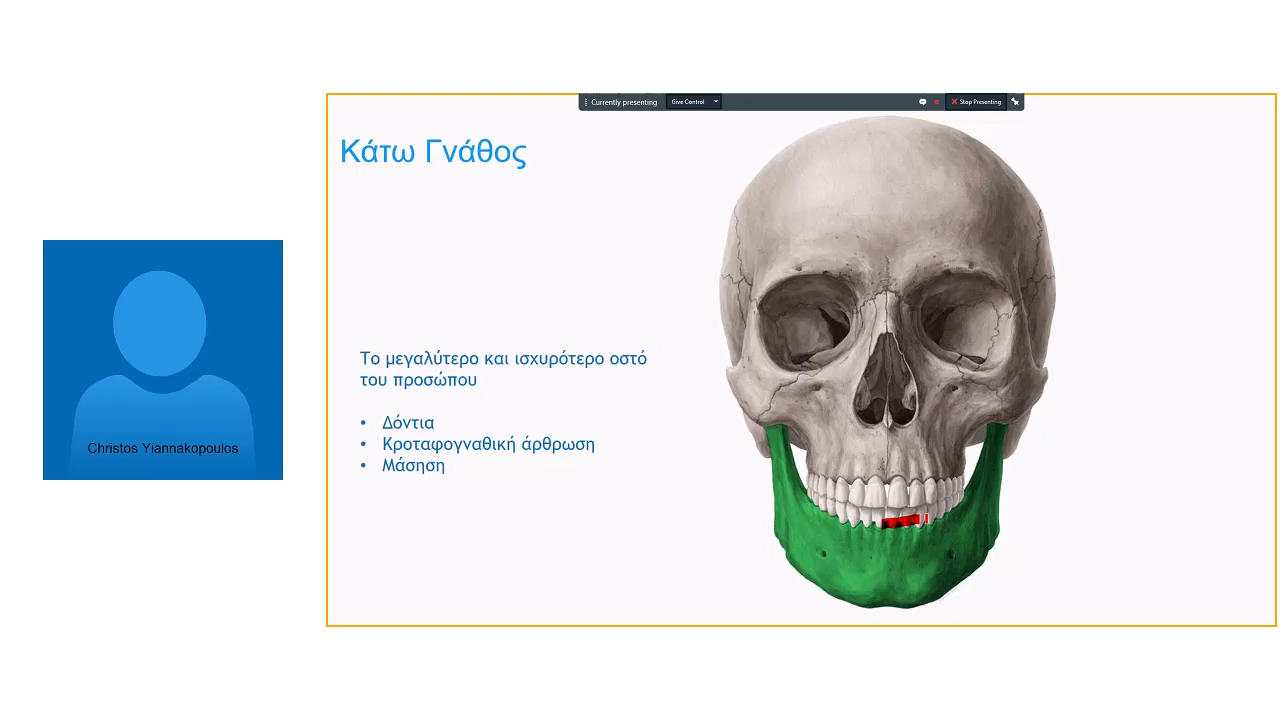 Currently presenting
Give Control
Stop Presenting
Κάτω Γνάθος
Το μεγαλύτερο και ισχυρότερο οστό
του προσώπου
• Δόντια
• Κροταφογναθική άρθρωση
• Μάσηση
Christos Yiannakopoulos